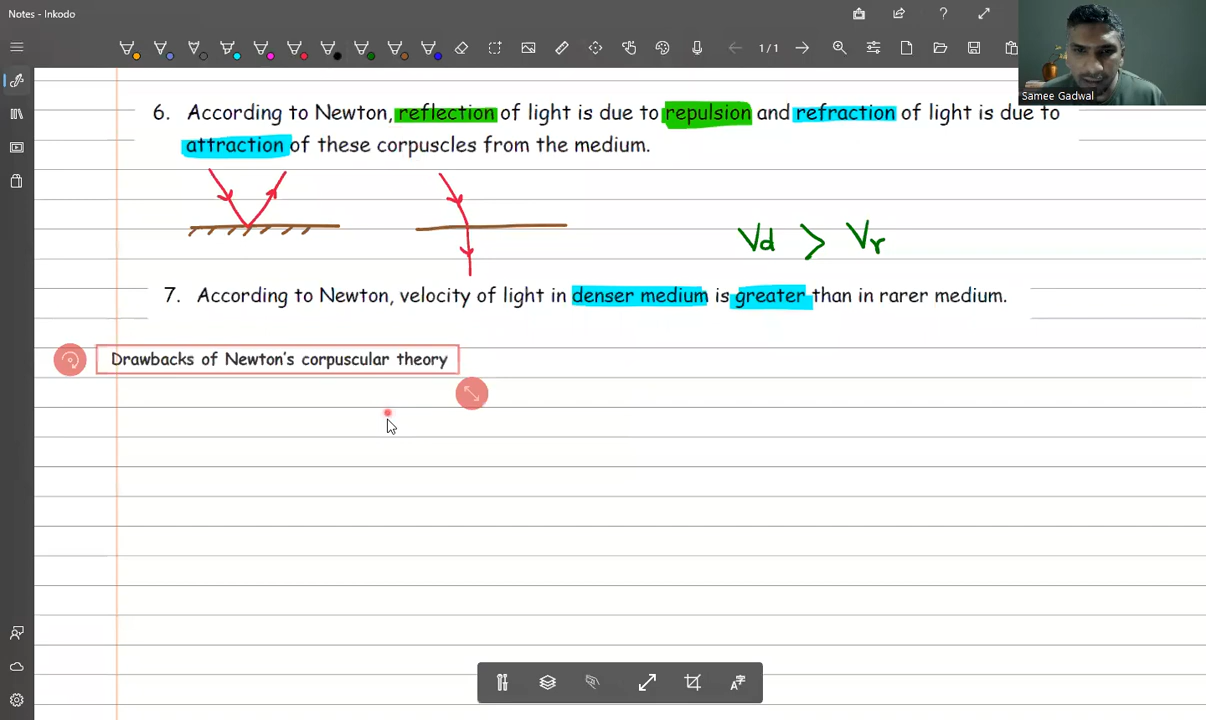 Notes - Inkodo
1 / 1
Samee Gadwal
6. According to Newton, reflection of light is due to repulsion and refraction of light is due to
attraction of these corpuscles from the medium.
Vd > Vr
7. According to Newton, velocity of light in denser medium is greater than in rarer medium.
Drawbacks of Newton's corpuscular theory